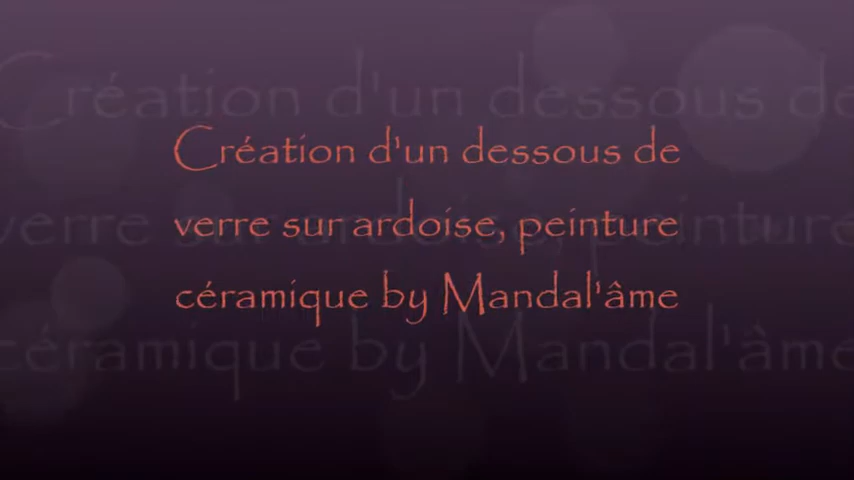 Création d'un dessous de
verre sur ardoise, peinture
céramique by Mandal'âme